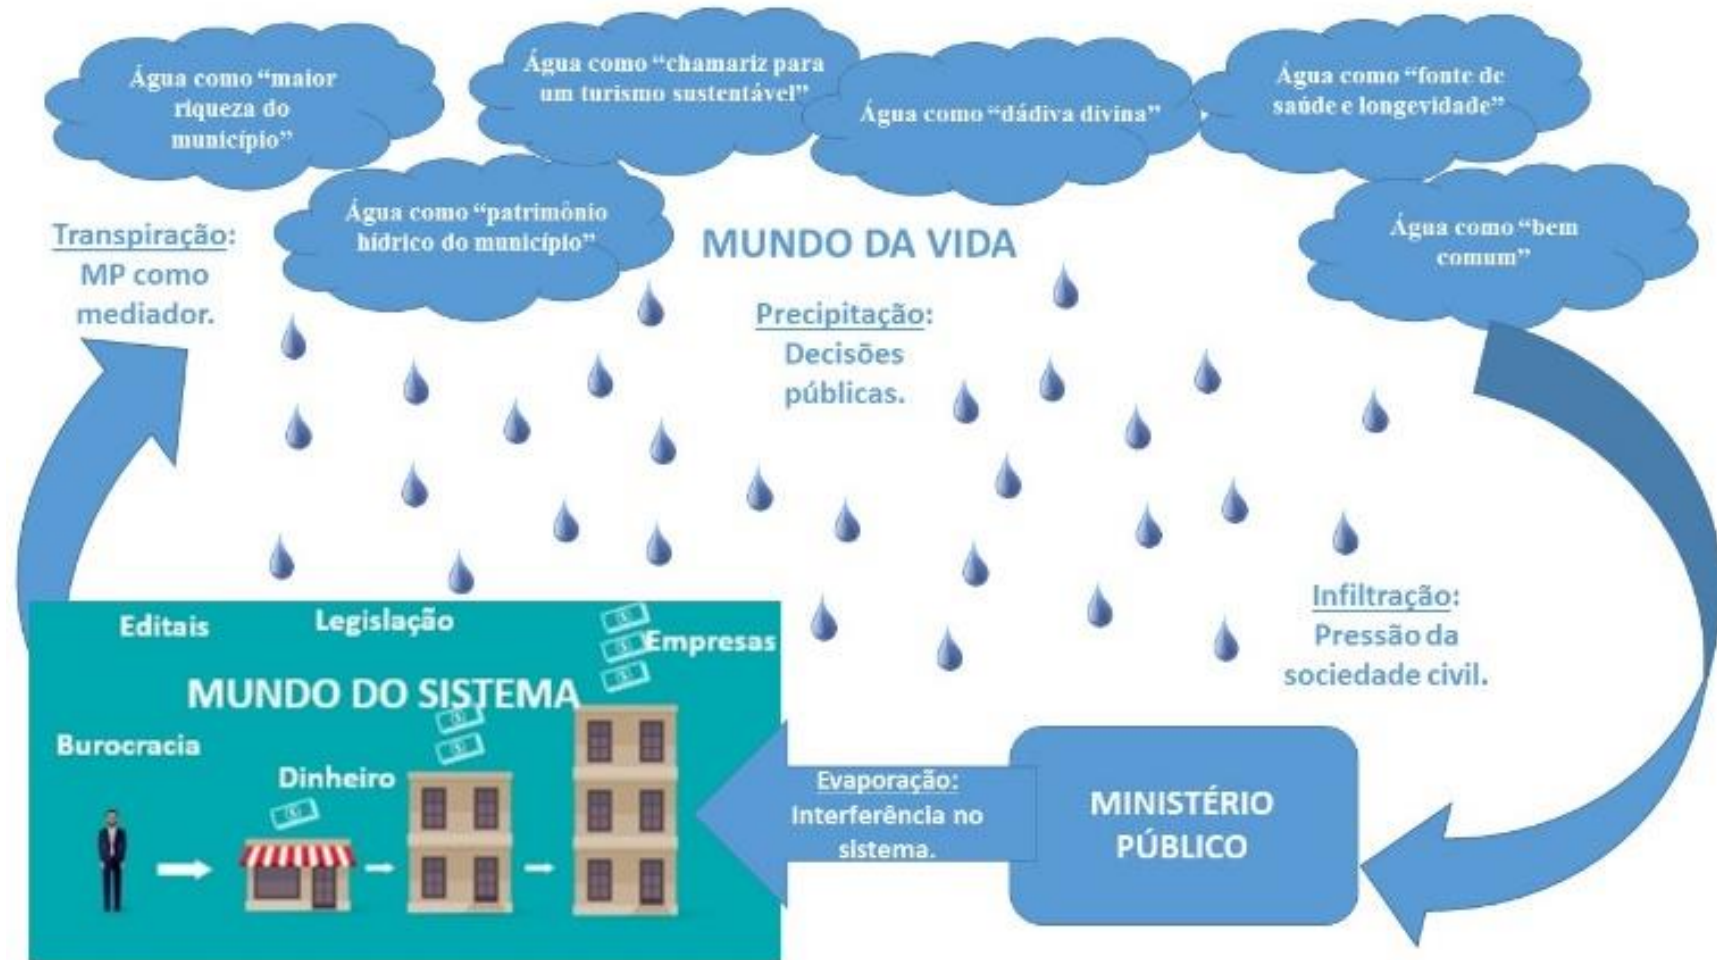 Água como “maior
riqueza do
município”
Água como “chamariz para
um turismo sustentável”
Água como “dádiva divina”
Água como “fonte de
saúde e longevidade”
Água como “patrimônio
hídrico do município”
Água como “bem
comum”
Transpiração:
MP como
mediador.
MUNDO DA VIDA
Precipitação:
Decisões
públicas.
Infiltração:
Pressão da
sociedade civil.
Editais
Legislação
Empresas
MUNDO DO SISTEMA
Burocracia
Dinheiro
Evaporação:
Interferência no
sistema.
MINISTÉRIO
PÚBLICO